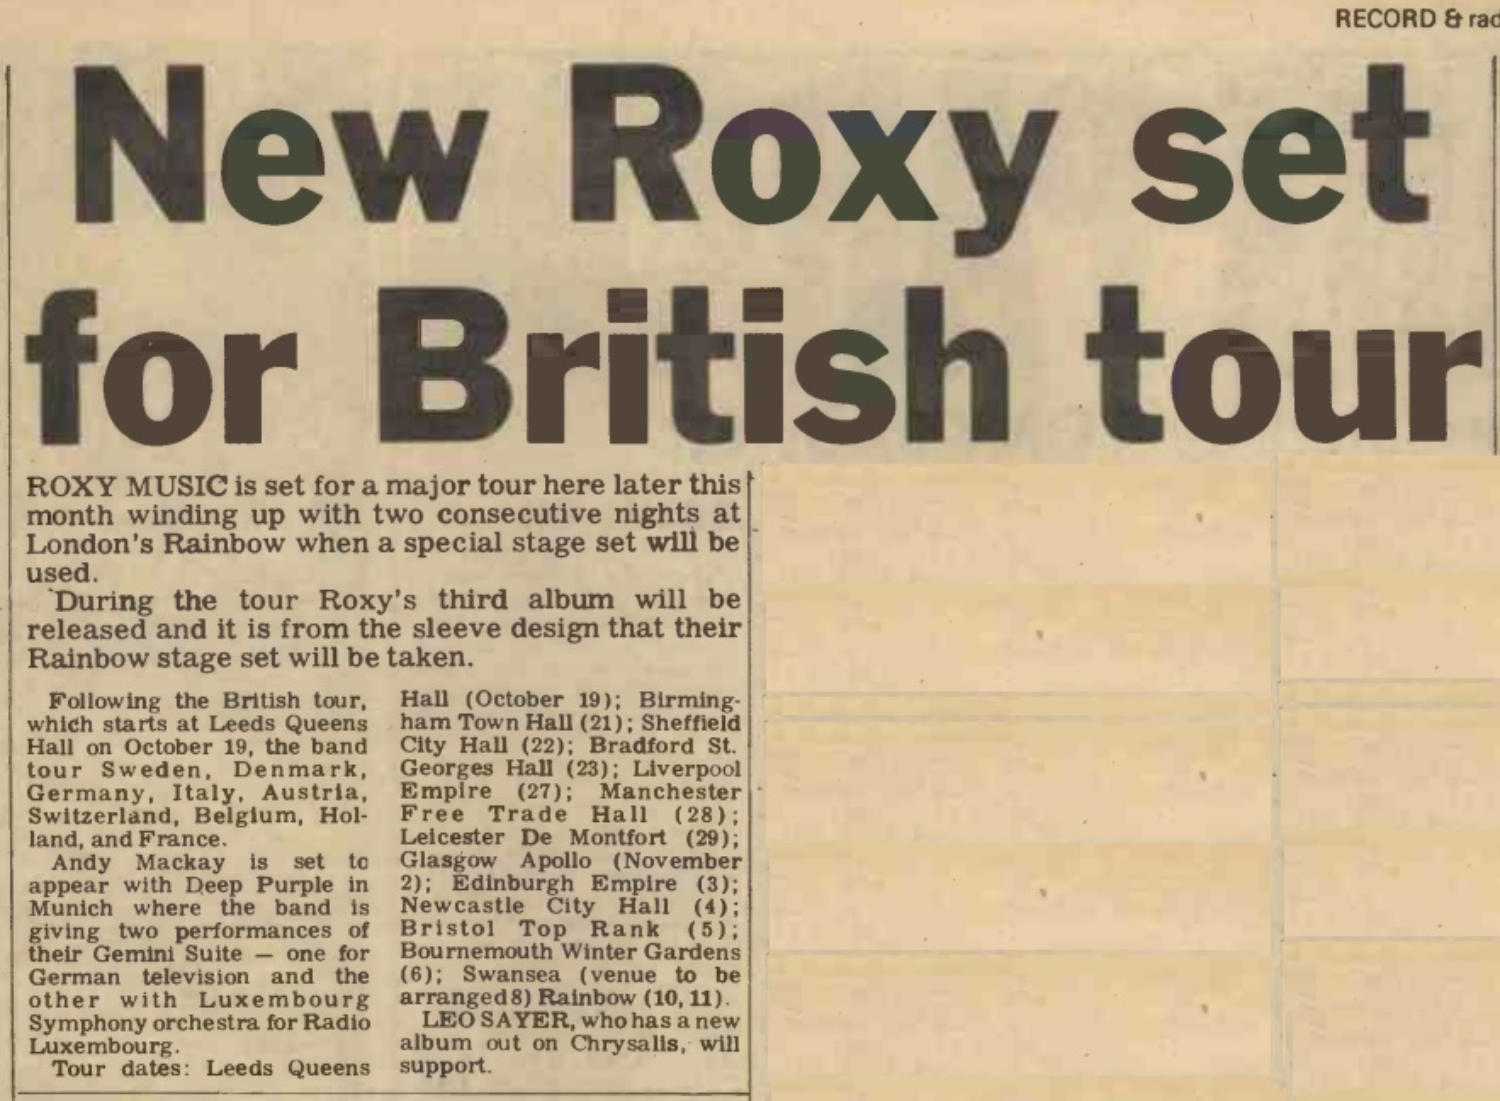 RECORD & rad
New Roxy set
for British tour
ROXY MUSIC is set for a major tour here later this
month winding up with two consecutive nights at
London's Rainbow when a special stage set will be
used.
During the tour Roxy's third album will be
released and it is from the sleeve design that their
Rainbow stage set will be taken.
Following the British tour,
which starts at Leeds Queens
Hall on October 19, the band
tour Sweden, Denmark,
Germany, Italy, Austria,
Switzerland, Belgium, Hol-
land, and France.
Andy Mackay is set to
appear with Deep Purple in
Munich where the band is
giving two performances of
their Gemini Suite — one for
German television and the
other with Luxembourg
Symphony orchestra for Radio
Luxembourg.
Tour dates: Leeds Queens
Hall (October 19); Birming-
ham Town Hall (21); Sheffield
City Hall (22); Bradford St.
Georges Hall (23); Liverpool
Empire (27); Manchester
Free Trade Hall (28);
Leicester De Montfort (29);
Glasgow Apollo (November
2); Edinburgh Empire (3);
Newcastle City Hall (4);
Bristol Top Rank (5);
Bournemouth Winter Gardens
(6); Swansea (venue to be
arranged 8) Rainbow (10, 11).
LEO SAYER, who has a new
album out on Chrysalis, will
support.